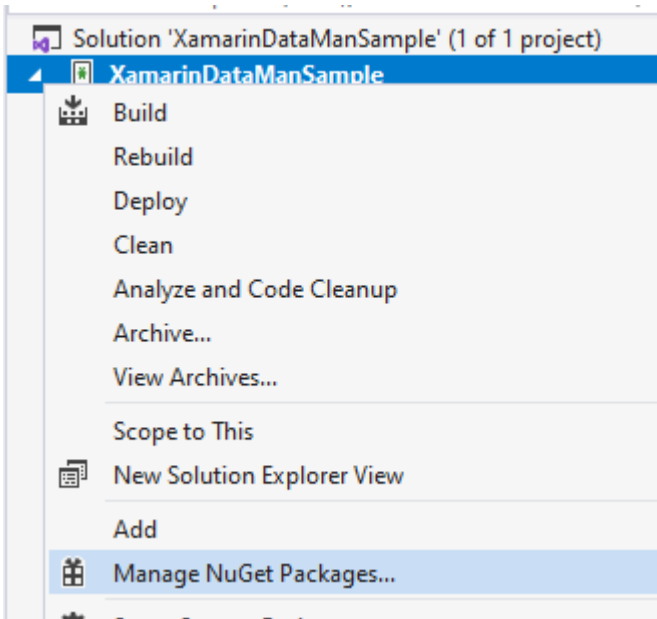 Solution 'XamarinDataManSample' (1 of 1 project)
XamarinDataManSample
Build
Rebuild
Deploy
Clean
Analyze and Code Cleanup
Archive...
View Archives...
Scope to This
New Solution Explorer View
Add
Manage NuGet Packages...